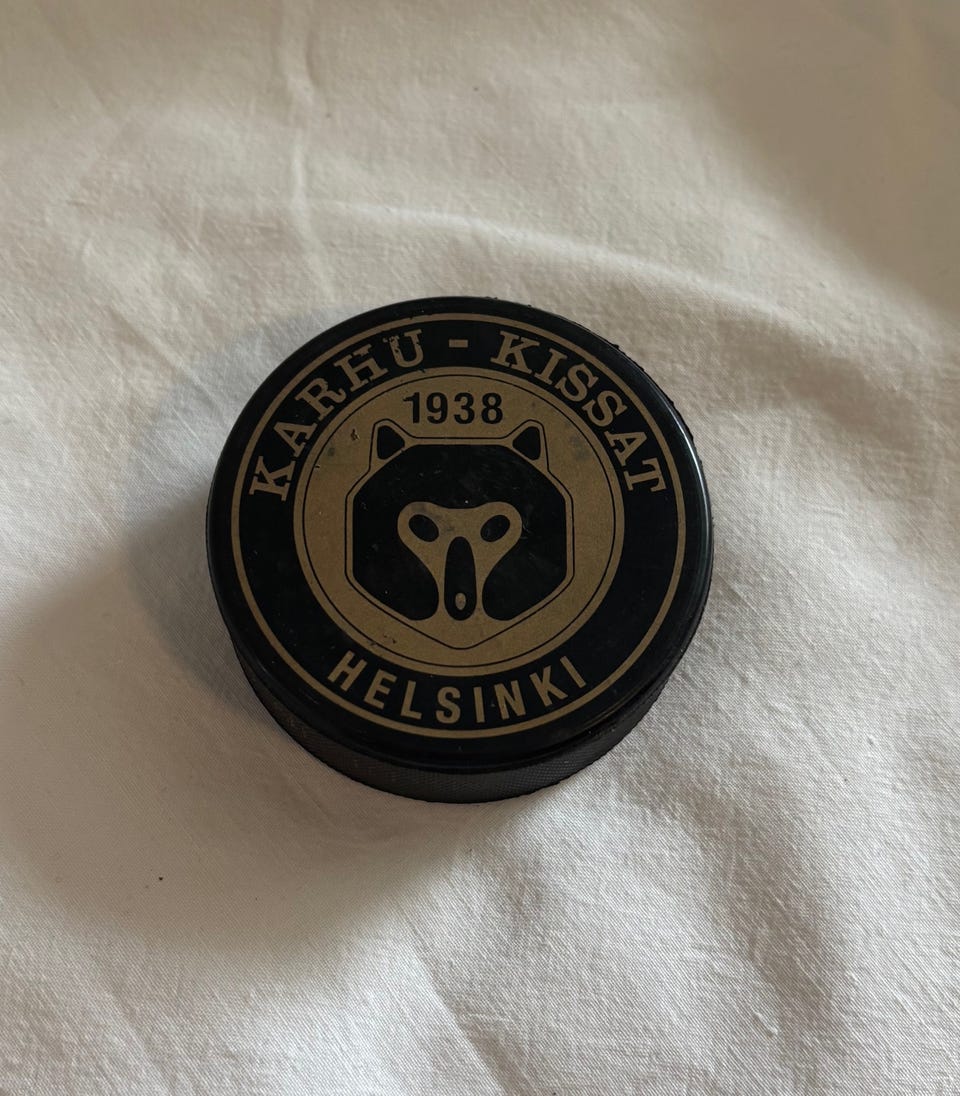 KARHU - KISSAT
1938
HELSINKI